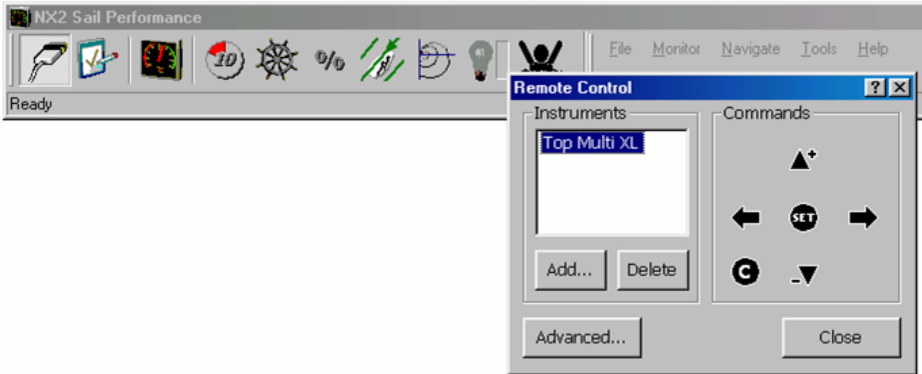 NX2 Sail Performance
10 % File Monitor Navigate Tools Help
Ready
Remote Control ? X
Instruments Commands
Top Multi XL
+
SET
Add... Delete C -
Advanced... Close